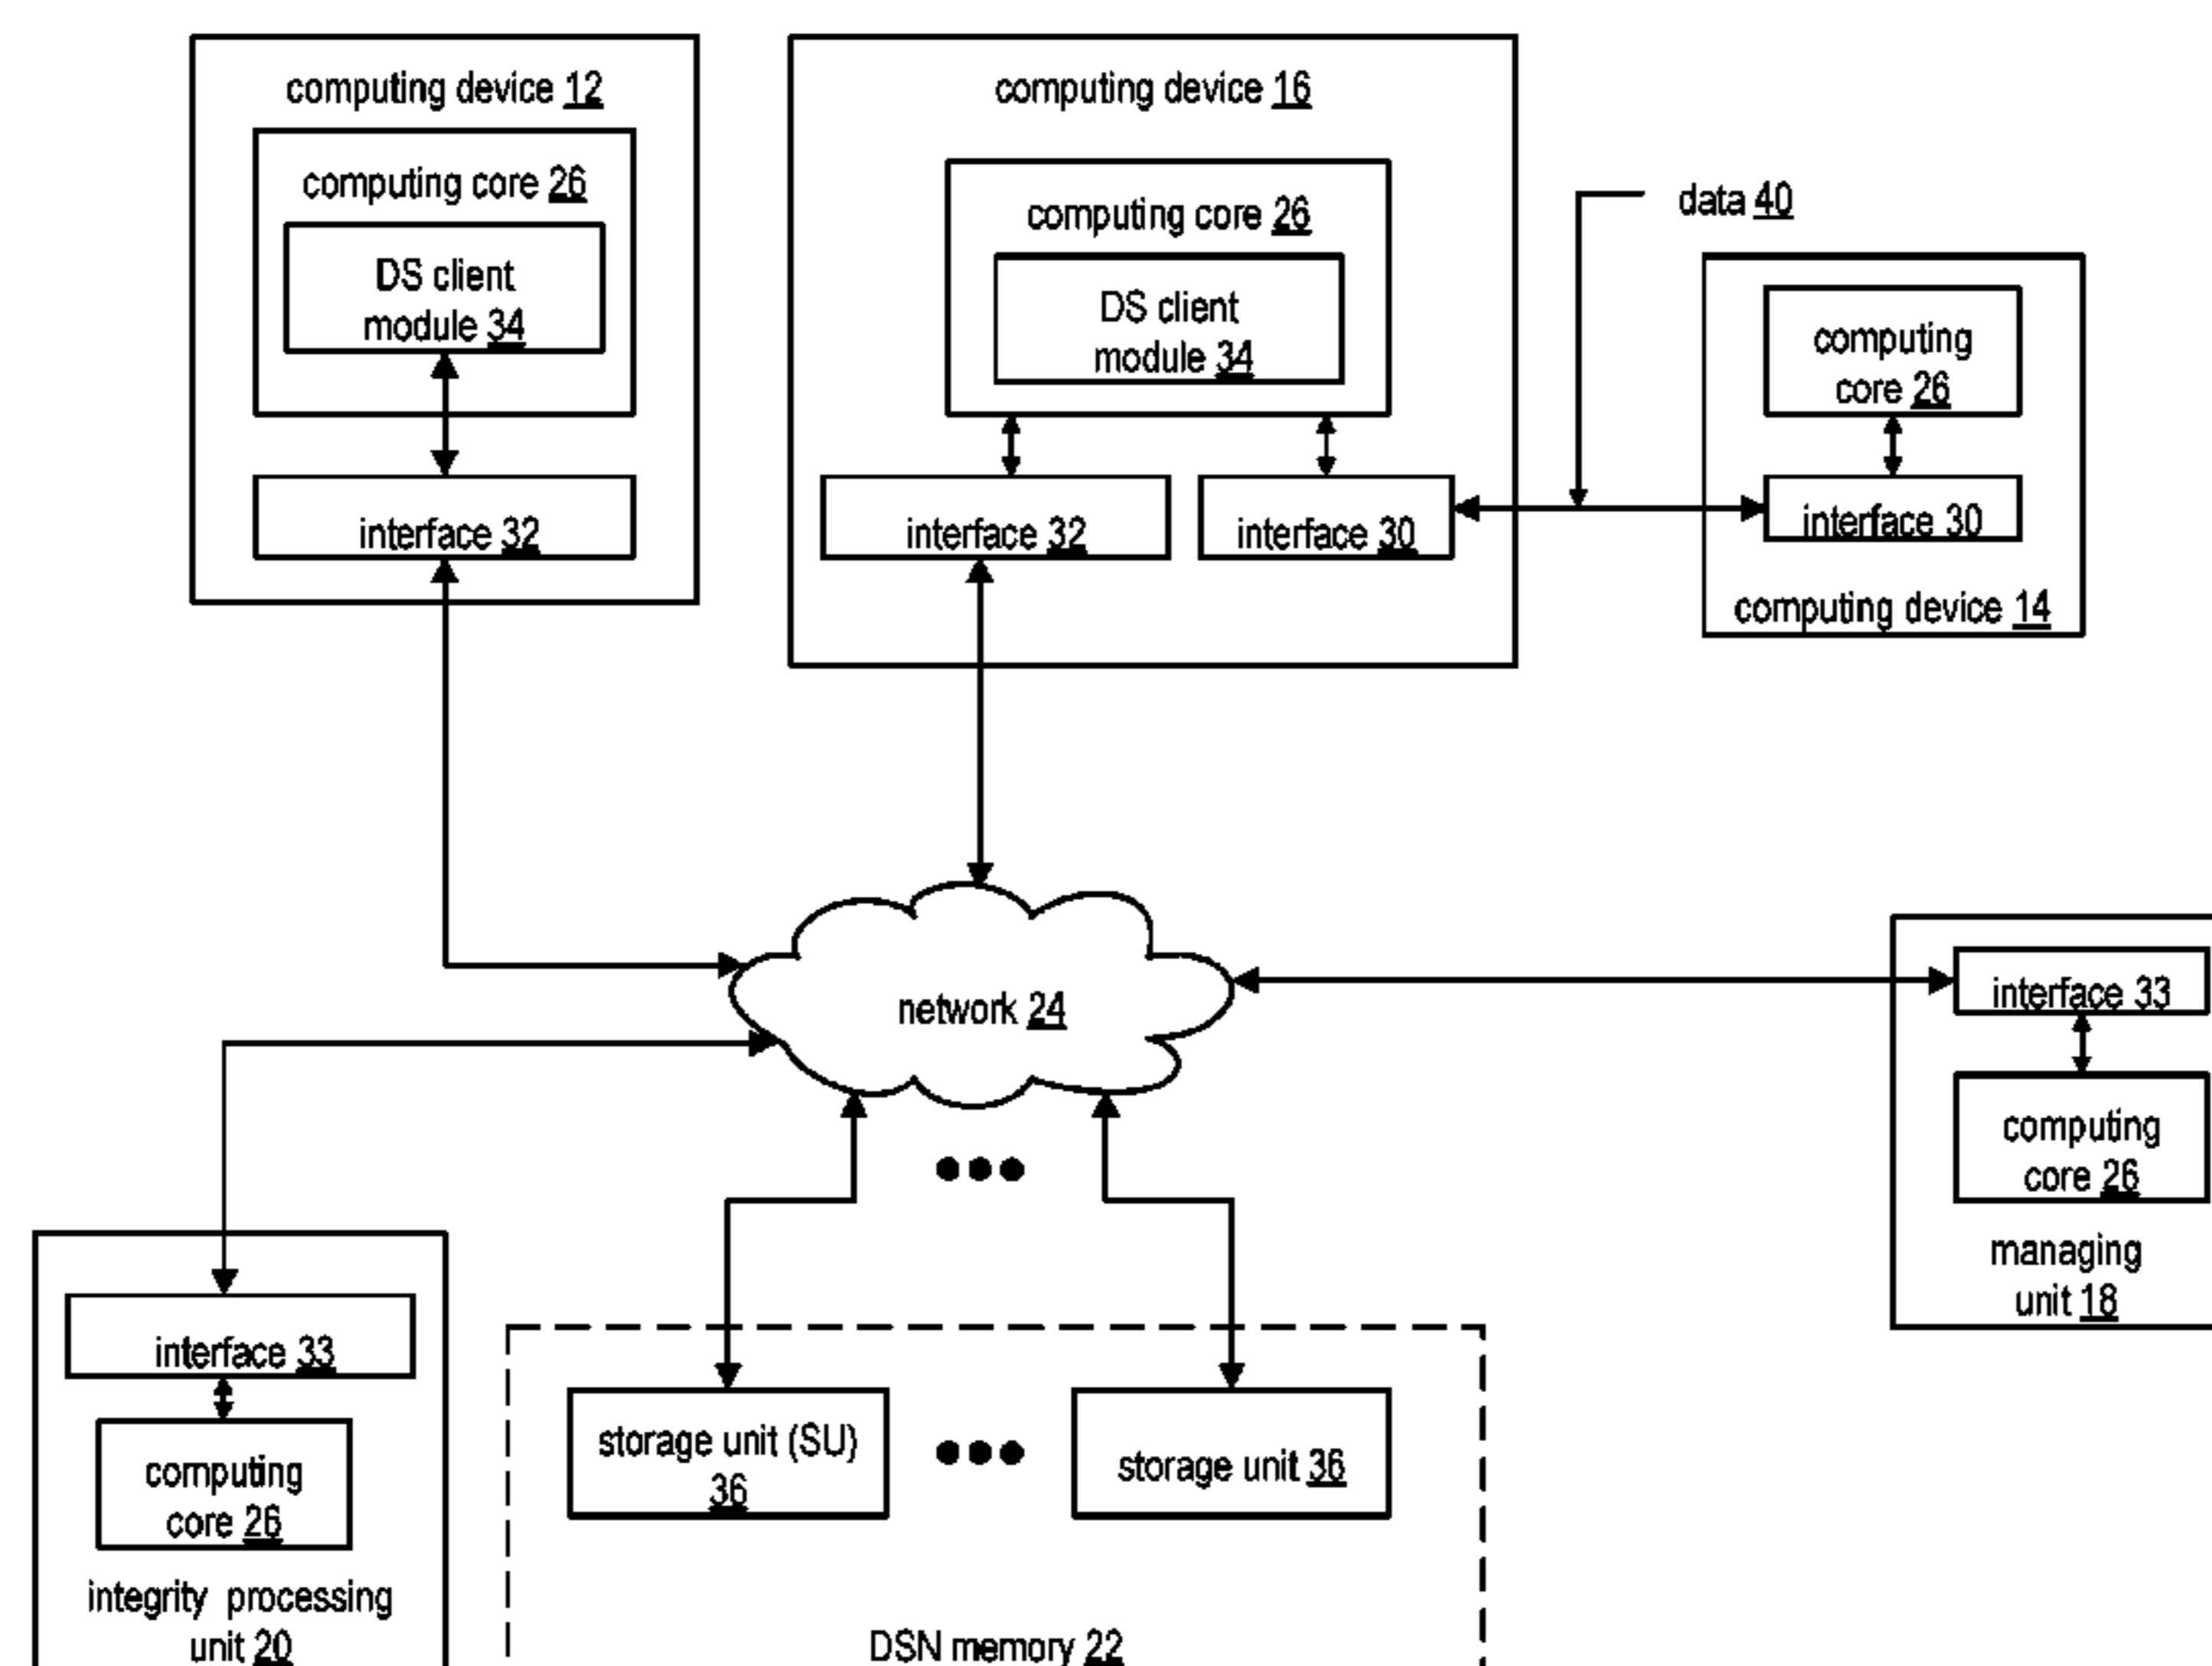 computing device 12
computing core 26
DS client
module 34
interface 32
computing device 16
computing core 26
DS client
module 34
interface 32
interface 30
data 40
computing
core 26
interface 30
computing device 14
network 24
interface 33
computing
core 26
managing
unit 18
interface 33
computing
core 26
integrity processing
unit 20
storage unit (SU)
36
storage unit 36
DSN memory 22